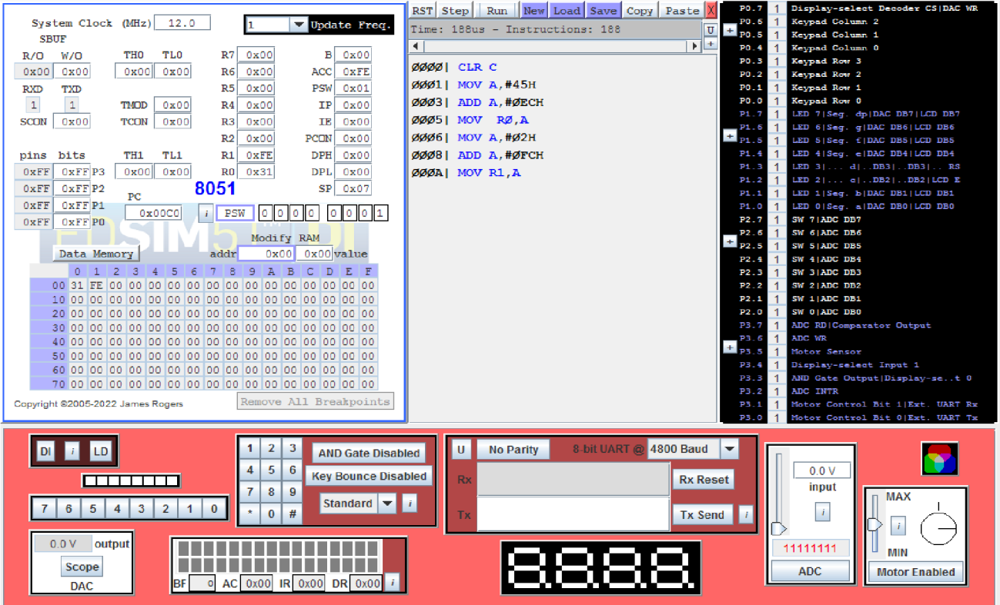 System Clock (MHz) 12.0 1 Update Freq.
SBUF
R/O W/O TH0 TL0 R7 0x00 B 0x00
0x00 0x00 0x00 0x00 R6 0x00 ACC 0xFE
RXD TXD R5 0x00 PSW 0x01
1 1 TMOD 0x00 R4 0x00 IP 0x00
SCON 0x00 TCON 0x00 R3 0x00 IE 0x00
R2 0x00 PCON 0x00
pins bits TH1 TL1 R1 0xFE DPH 0x00
0xFF 0xFF P3 0x00 0x00 R0 0x31 DPL 0x00
0xFF 0xFF P2 PC 8051 SP 0x07
0xFF 0xFF P1 0x00C0 i PSW 0 0 0 0 0 0 0 1
0xFF 0xFF P0
Modify RAM
Data Memory addr 0x00 0x00 value
0 1 2 3 4 5 6 7 8 9 A B C D E F
00 31 FE 00 00 00 00 00 00 00 00 00 00 00 00 00 00
10 00 00 00 00 00 00 00 00 00 00 00 00 00 00 00 00
20 00 00 00 00 00 00 00 00 00 00 00 00 00 00 00 00
30 00 00 00 00 00 00 00 00 00 00 00 00 00 00 00 00
40 00 00 00 00 00 00 00 00 00 00 00 00 00 00 00 00
50 00 00 00 00 00 00 00 00 00 00 00 00 00 00 00 00
60 00 00 00 00 00 00 00 00 00 00 00 00 00 00 00 00
70 00 00 00 00 00 00 00 00 00 00 00 00 00 00 00 00
Copyright ©2005-2022 James Rogers Remove All Breakpoints
RST Step Run New Load Save Copy Paste X
Time: 188us - Instructions: 188 U
+
0000| CLR C
0001| MOV A,#45H
0003| ADD A,#0ECH
0005| MOV R0,A
0006| MOV A,#02H
0008| ADD A,#0FCH
000A| MOV R1,A
P0.7 1 Display-select Decoder CS|DAC WR
P0.6 1 Keypad Column 2
+ P0.5 1 Keypad Column 1
P0.4 1 Keypad Column 0
P0.3 1 Keypad Row 3
P0.2 1 Keypad Row 2
P0.1 1 Keypad Row 1
P0.0 1 Keypad Row 0
P1.7 1 LED 7|Seg. dp|DAC DB7|LCD DB7
P1.6 1 LED 6|Seg. g|DAC DB6|LCD DB6
+ P1.5 1 LED 5|Seg. f|DAC DB5|LCD DB5
P1.4 1 LED 4|Seg. e|DAC DB4|LCD DB4
P1.3 1 LED 3|... d|..DB3|..DB3|.. RS
P1.2 1 LED 2|... c|..DB2|..DB2|LCD E
P1.1 1 LED 1|Seg. b|DAC DB1|LCD DB1
P1.0 1 LED 0|Seg. a|DAC DB0|LCD DB0
P2.7 1 SW 7|ADC DB7
P2.6 1 SW 6|ADC DB6
+ P2.5 1 SW 5|ADC DB5
P2.4 1 SW 4|ADC DB4
P2.3 1 SW 3|ADC DB3
P2.2 1 SW 2|ADC DB2
P2.1 1 SW 1|ADC DB1
P2.0 1 SW 0|ADC DB0
P3.7 1 ADC RD|Comparator Output
P3.6 1 ADC WR
+ P3.5 1 Motor Sensor
P3.4 1 Display-select Input 1
P3.3 1 AND Gate Output|Display-se..t 0
P3.2 1 ADC INTR
P3.1 1 Motor Control Bit 1|Ext. UART Rx
P3.0 1 Motor Control Bit 0|Ext. UART Tx
DI i LD
7 6 5 4 3 2 1 0
0.0 V output
Scope
DAC
1 2 3
4 5 6
7 8 9
* 0 #
AND Gate Disabled
Key Bounce Disabled
Standard i
BF 0 AC 0x00 IR 0x00 DR 0x00 i
U No Parity 8-bit UART @ 4800 Baud
Rx Rx Reset
Tx Tx Send i
8.8.8.8.
0.0 V
input
i
11111111
ADC
MAX
i
MIN
Motor Enabled